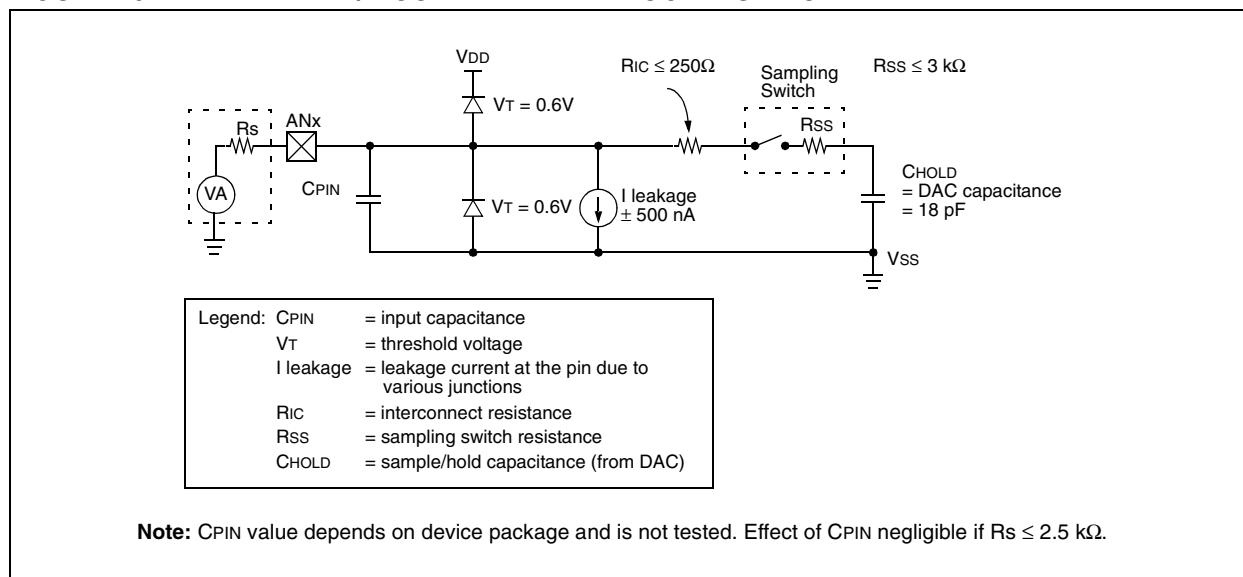 VDD
RIC ≤ 250Ω
Sampling
Switch
RSS ≤ 3 kΩ
VT = 0.6V
Rs
ANx
RSS
CPIN
VA
VT = 0.6V
I leakage
± 500 nA
CHOLD
= DAC capacitance
= 18 pF
VSS
Legend: CPIN = input capacitance
VT = threshold voltage
I leakage = leakage current at the pin due to
various junctions
RIC = interconnect resistance
RSS = sampling switch resistance
CHOLD = sample/hold capacitance (from DAC)
Note: CPIN value depends on device package and is not tested. Effect of CPIN negligible if Rs ≤ 2.5 kΩ.